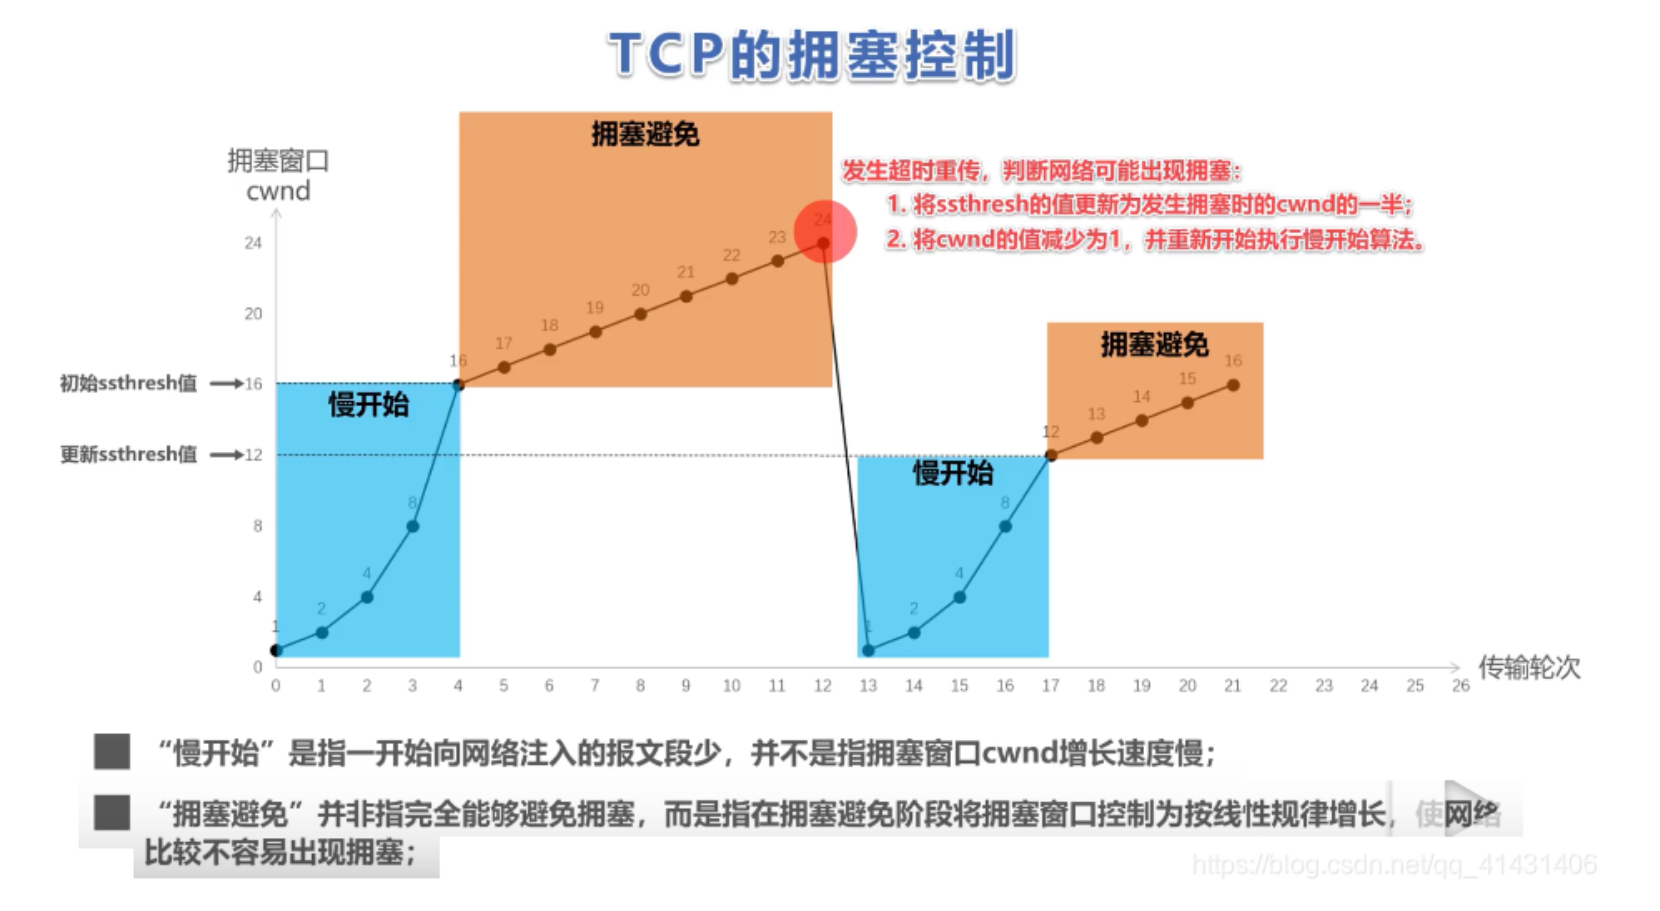 TCP的拥塞控制
拥塞避免
拥塞窗口
cwnd
发生超时重传，判断网络可能出现拥塞：
1. 将ssthresh的值更新为发生拥塞时的cwnd的一半；
2. 将cwnd的值减少为1，并重新开始执行慢开始算法。
24
24
23
22
21
20
20
19
18
17
16
初始ssthresh值
16
慢开始
拥塞避免
16
15
14
13
12
更新ssthresh值
12
慢开始
8
8
8
4
4
4
2
2
1
1
0
0 1 2 3 4 5 6 7 8 9 10 11 12 13 14 15 16 17 18 19 20 21 22 23 24 25 26
传输轮次
“慢开始”是指一开始向网络注入的报文段少，并不是指拥塞窗口cwnd增长速度慢；
“拥塞避免”并非指完全能够避免拥塞，而是指在拥塞避免阶段将拥塞窗口控制为按线性规律增长，使网络
比较不容易出现拥塞；
https://blog.csdn.net/qq_41431406